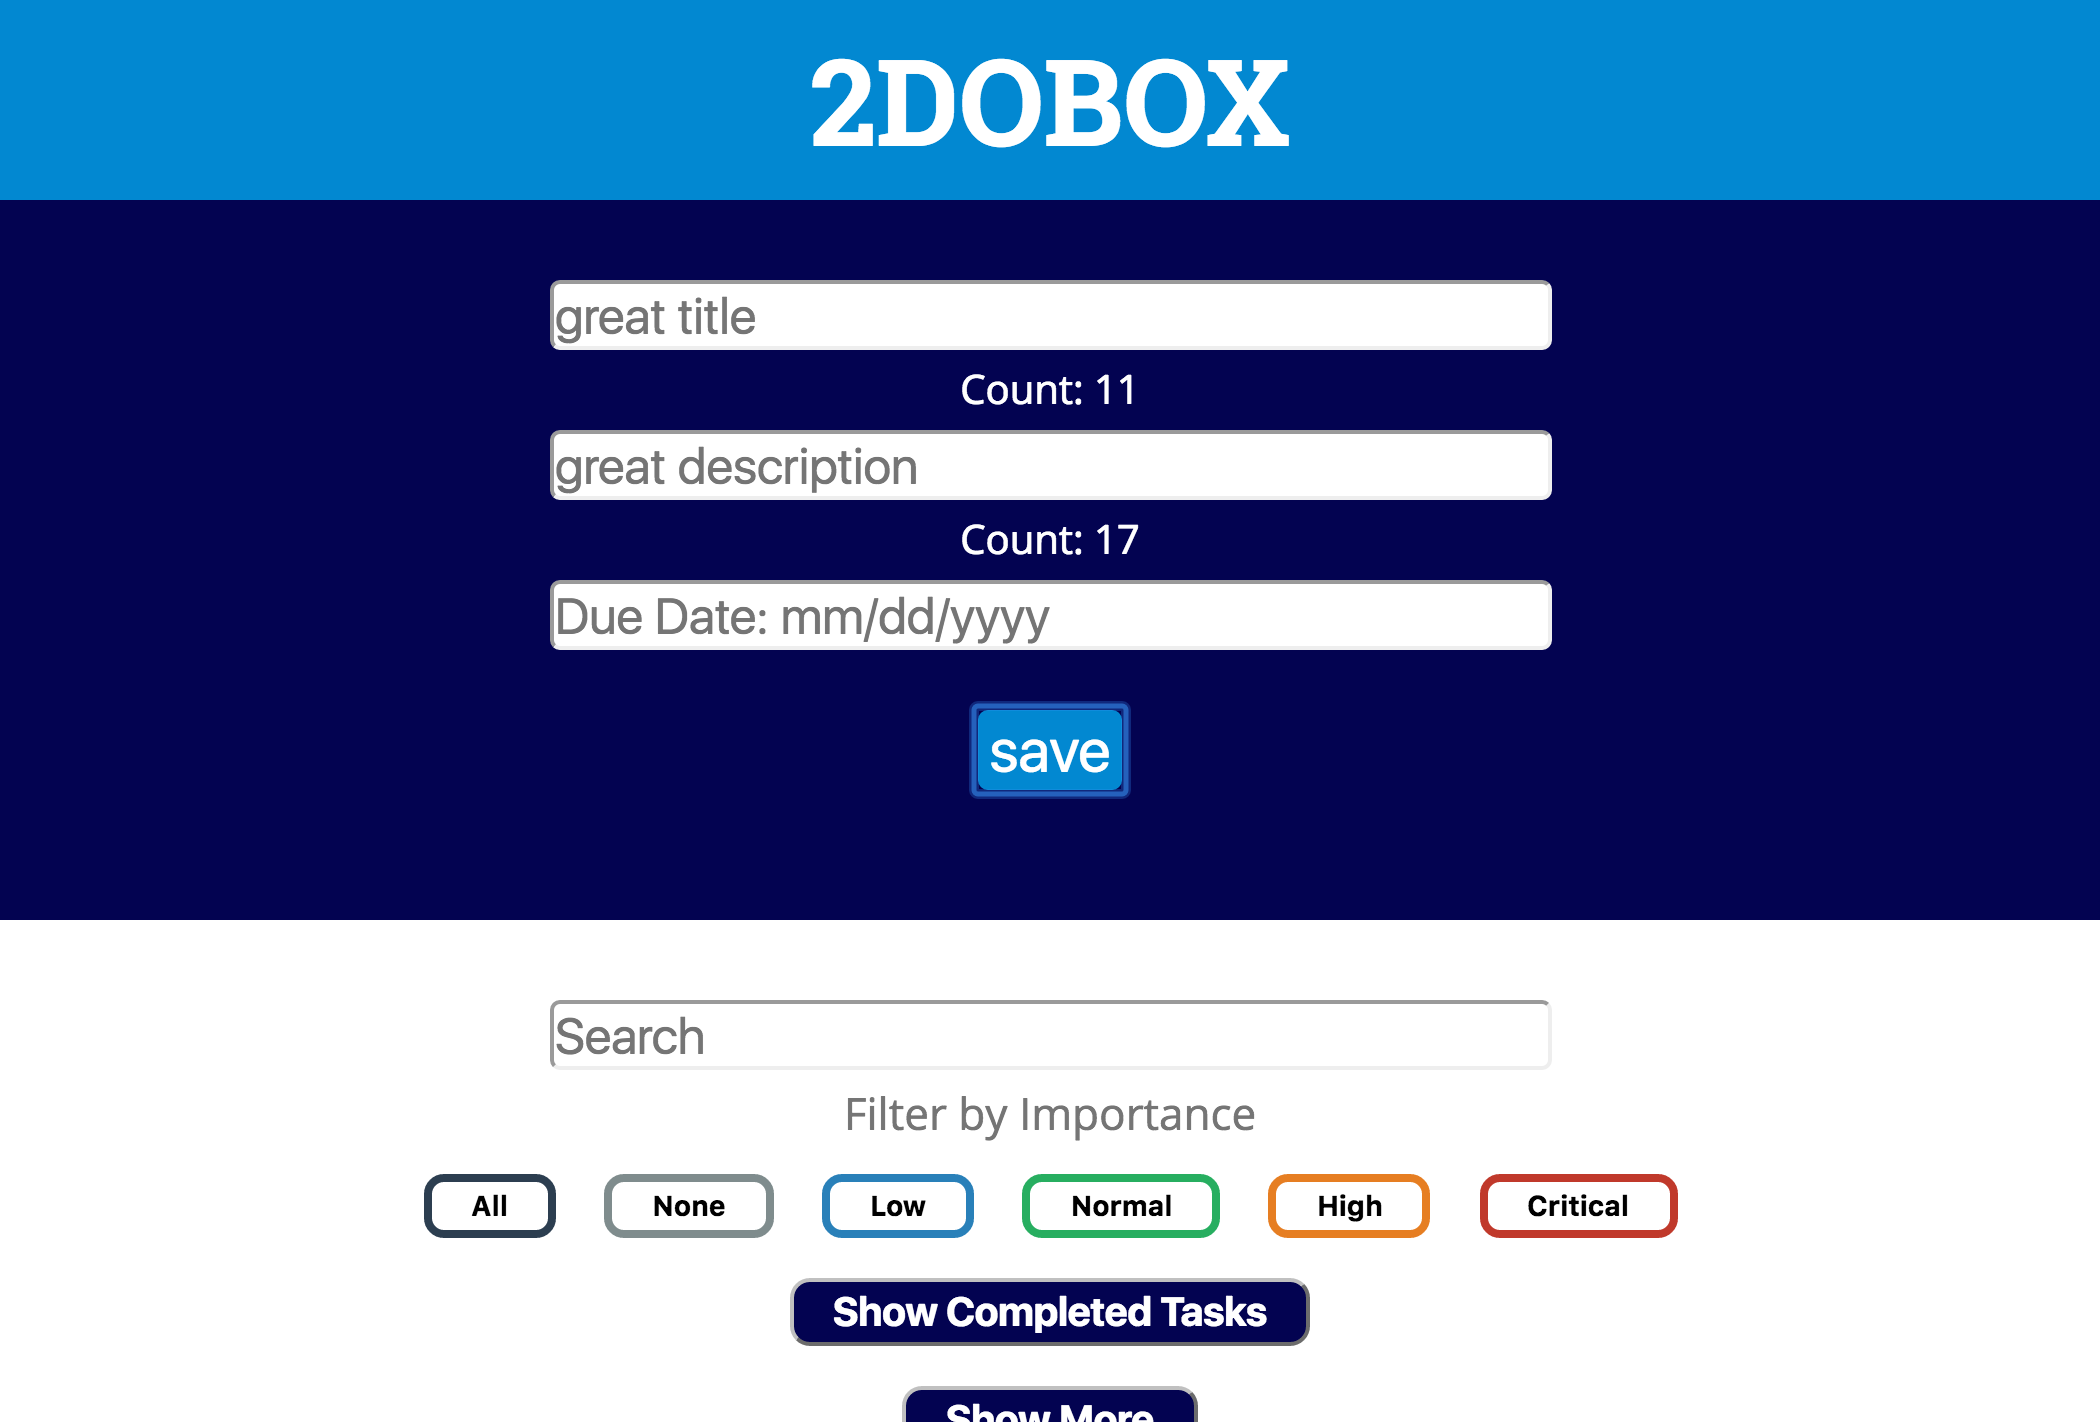 2DOBOX
great title
Count: 11
great description
Count: 17
Due Date: mm/dd/yyyy
save
Search
Filter by Importance
All None Low Normal High Critical
Show Completed Tasks
Show More